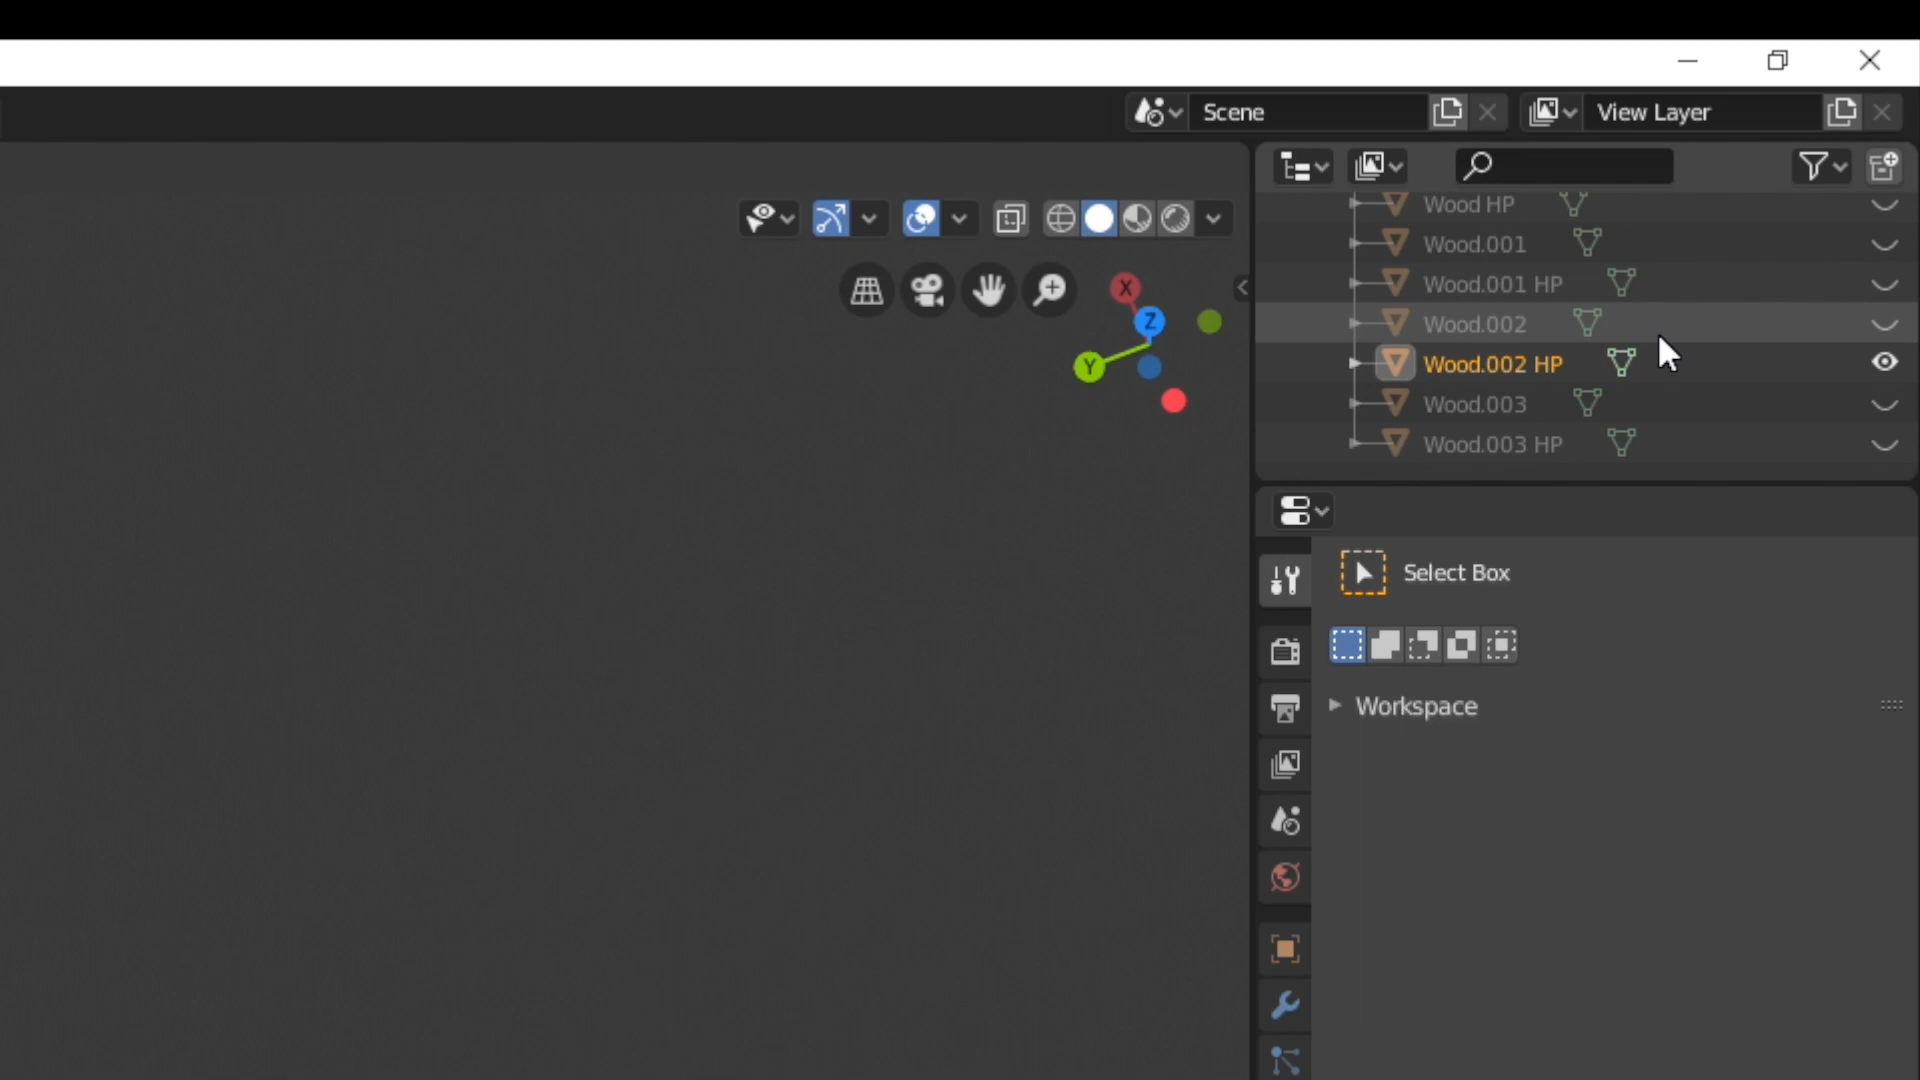 Scene
View Layer
Wood HP
Wood.001
Wood.001 HP
Wood.002
Wood.002 HP
Wood.003
Wood.003 HP
X
Z
Y
Select Box
Workspace